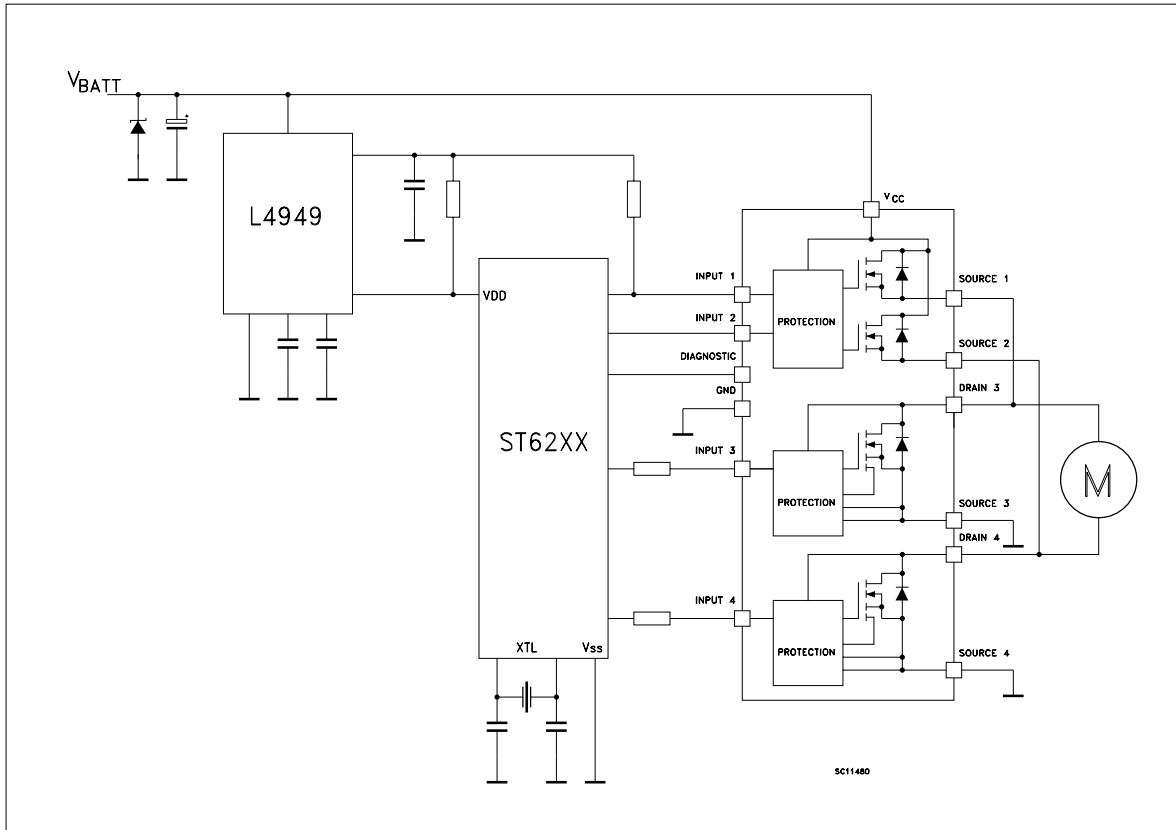 VBATT
L4949
VDD
ST62XX
XTL
Vss
VCC
INPUT 1
INPUT 2
DIAGNOSTIC
GND
INPUT 3
INPUT 4
PROTECTION
PROTECTION
PROTECTION
SOURCE 1
SOURCE 2
DRAIN 3
SOURCE 3
DRAIN 4
SOURCE 4
M
+
SC11480